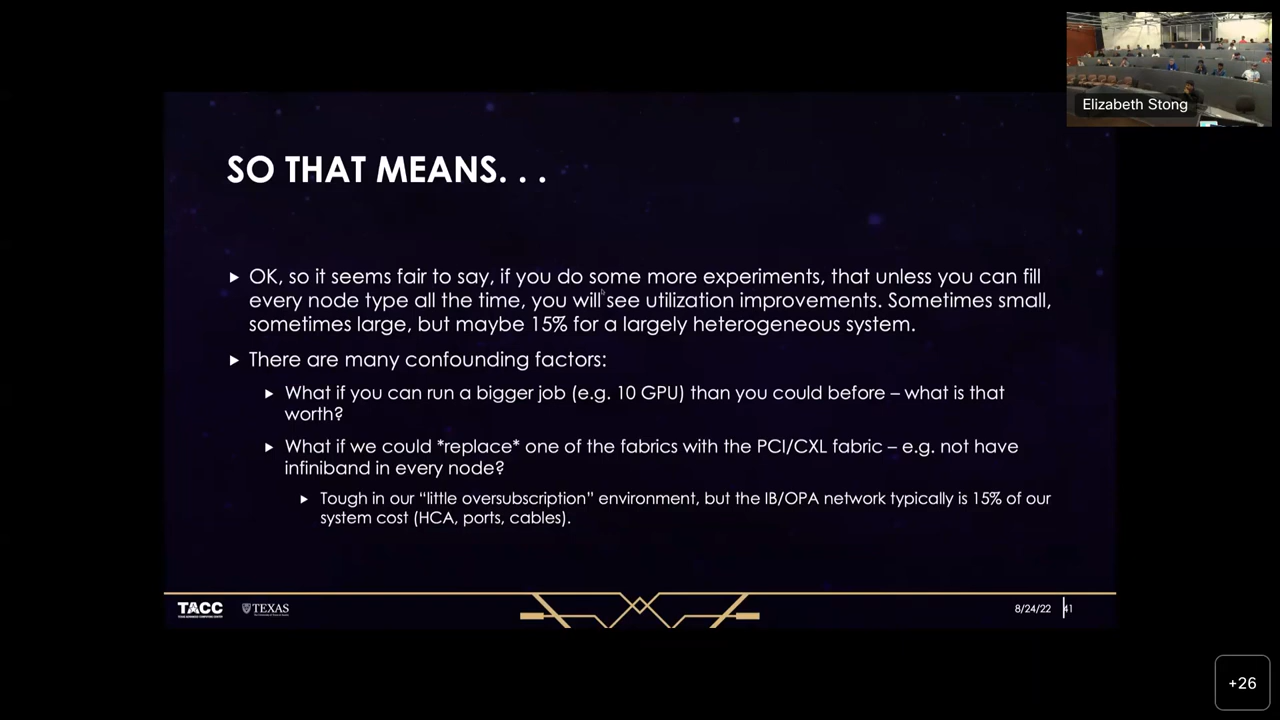 Elizabeth Stong
SO THAT MEANS. . .
OK, so it seems fair to say, if you do some more experiments, that unless you can fill
every node type all the time, you will see utilization improvements. Sometimes small,
sometimes large, but maybe 15% for a largely heterogeneous system.
There are many confounding factors:
What if you can run a bigger job (e.g. 10 GPU) than you could before – what is that
worth?
What if we could *replace* one of the fabrics with the PCI/CXL fabric – e.g. not have
infiniband in every node?
Tough in our “little oversubscription” environment, but the IB/OPA network typically is 15% of our
system cost (HCA, ports, cables).
TACC
TEXAS
8/24/22
41
+26